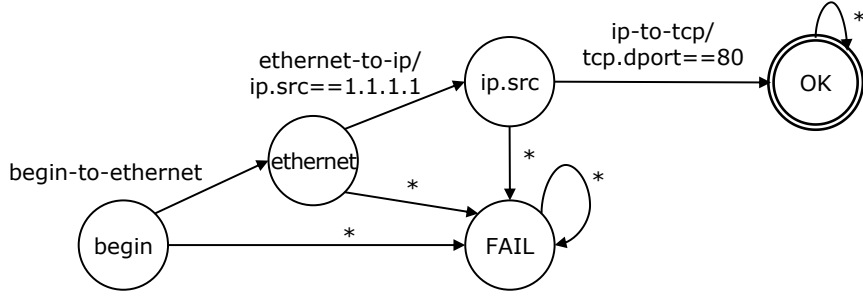 *
ip-to-tcp/
tcp.dport==80
ethernet-to-ip/
ip.src==1.1.1.1
ip.src
OK
begin-to-ethernet
ethernet
*
*
*
*
begin
FAIL